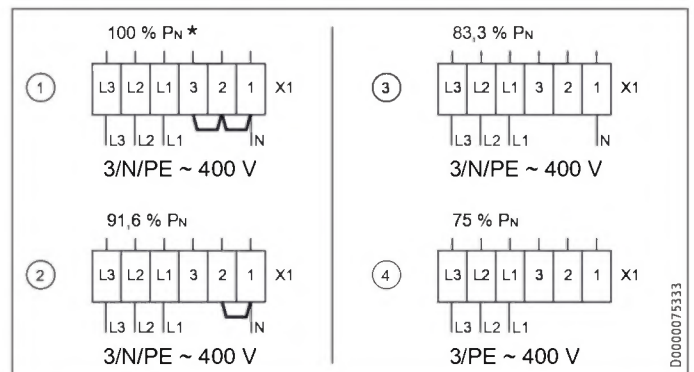 100 % PN *
1
L3 L2 L1 3 2 1 X1
L3 L2 L1 N
3/N/PE ~ 400 V
91,6 % PN
2
L3 L2 L1 3 2 1 X1
L3 L2 L1 N
3/N/PE ~ 400 V
83,3 % PN
3
L3 L2 L1 3 2 1 X1
L3 L2 L1 N
3/N/PE ~ 400 V
75 % PN
4
L3 L2 L1 3 2 1 X1
L3 L2 L1
3/PE ~ 400 V
D0000075333